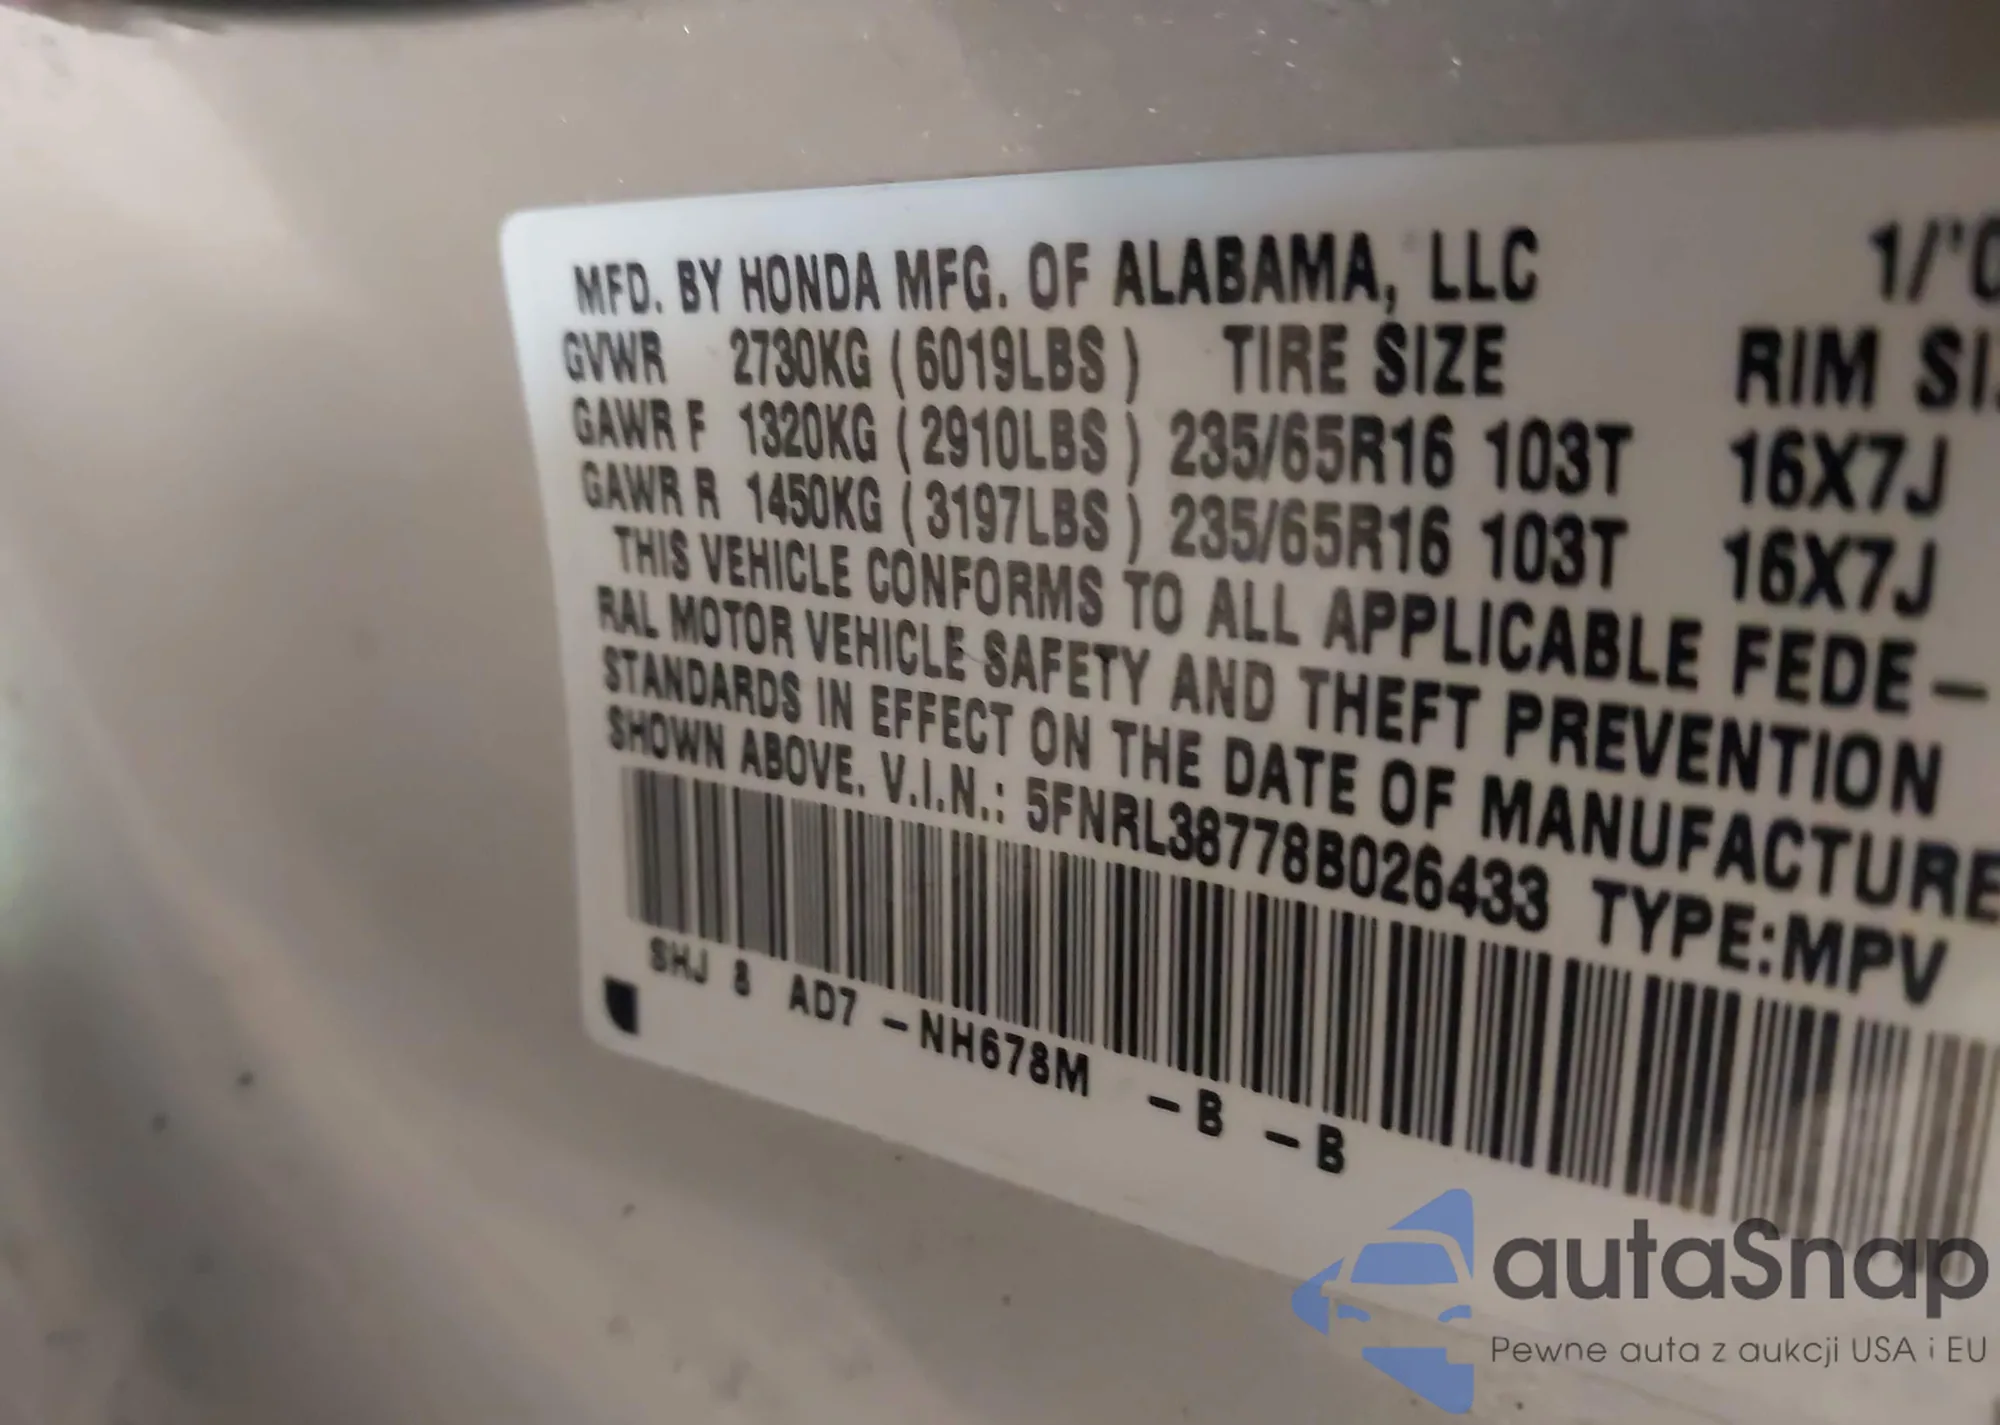 MFD. BY HONDA MFG. OF ALABAMA, LLC 1/'0
GVWR 2730KG ( 6019LBS ) TIRE SIZE RIM SI
GAWR F 1320KG ( 2910LBS ) 235/65R16 103T 16X7J
GAWR R 1450KG ( 3197LBS ) 235/65R16 103T 16X7J
THIS VEHICLE CONFORMS TO ALL APPLICABLE FEDE-
RAL MOTOR VEHICLE SAFETY AND THEFT PREVENTION
STANDARDS IN EFFECT ON THE DATE OF MANUFACTURE
SHOWN ABOVE. V.I.N.: 5FNRL38778B026433 TYPE:MPV
SHJ 8 AD7 -NH678M -B -B
autaSnap
Pewne auta z aukcji USA i EU